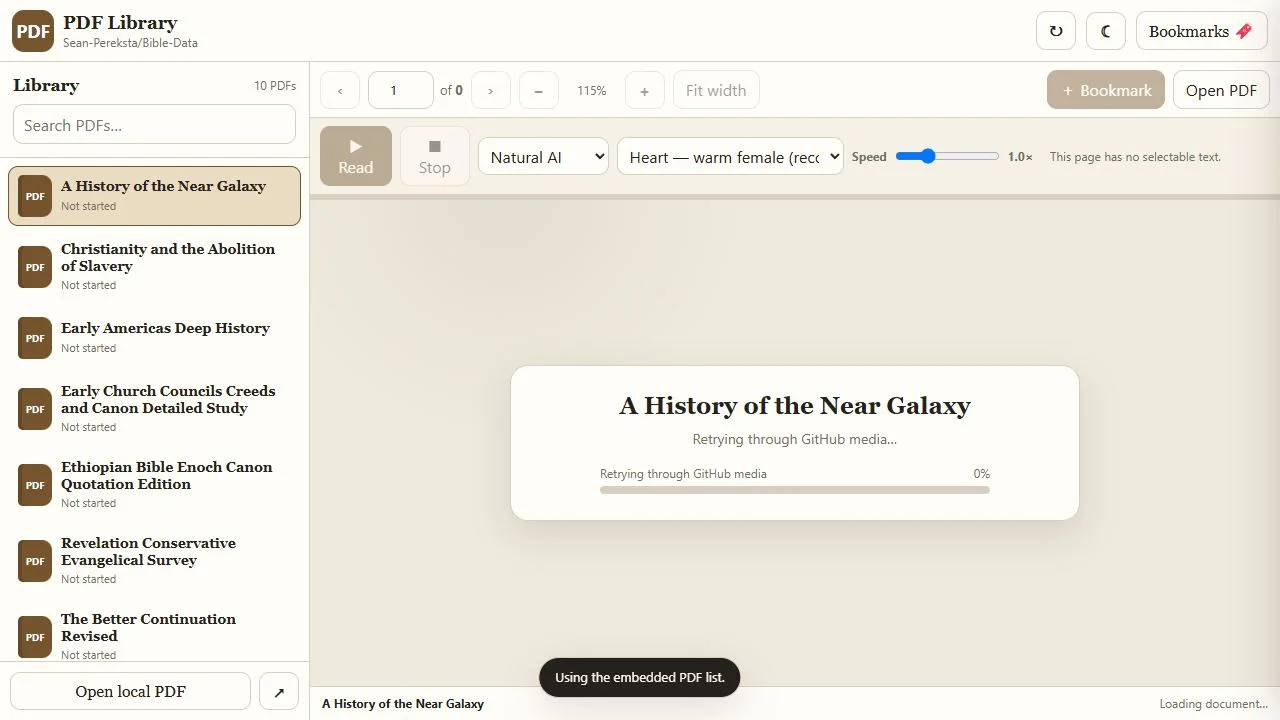 PDF
PDF Library
Sean-Pereksta/Bible-Data
Bookmarks
Library
10 PDFs
Search PDFs...
PDF
A History of the Near Galaxy
Not started
PDF
Christianity and the Abolition
of Slavery
Not started
PDF
Early Americas Deep History
Not started
PDF
Early Church Councils Creeds
and Canon Detailed Study
Not started
PDF
Ethiopian Bible Enoch Canon
Quotation Edition
Not started
PDF
Revelation Conservative
Evangelical Survey
Not started
PDF
The Better Continuation
Revised
Not started
Open local PDF
↗
‹
1
of 0
›
−
115%
+
Fit width
+ Bookmark
Open PDF
Read
Stop
Natural AI
Heart — warm female (recc
Speed
1.0×
This page has no selectable text.
A History of the Near Galaxy
Retrying through GitHub media...
Retrying through GitHub media
0%
Using the embedded PDF list.
A History of the Near Galaxy
Loading document...